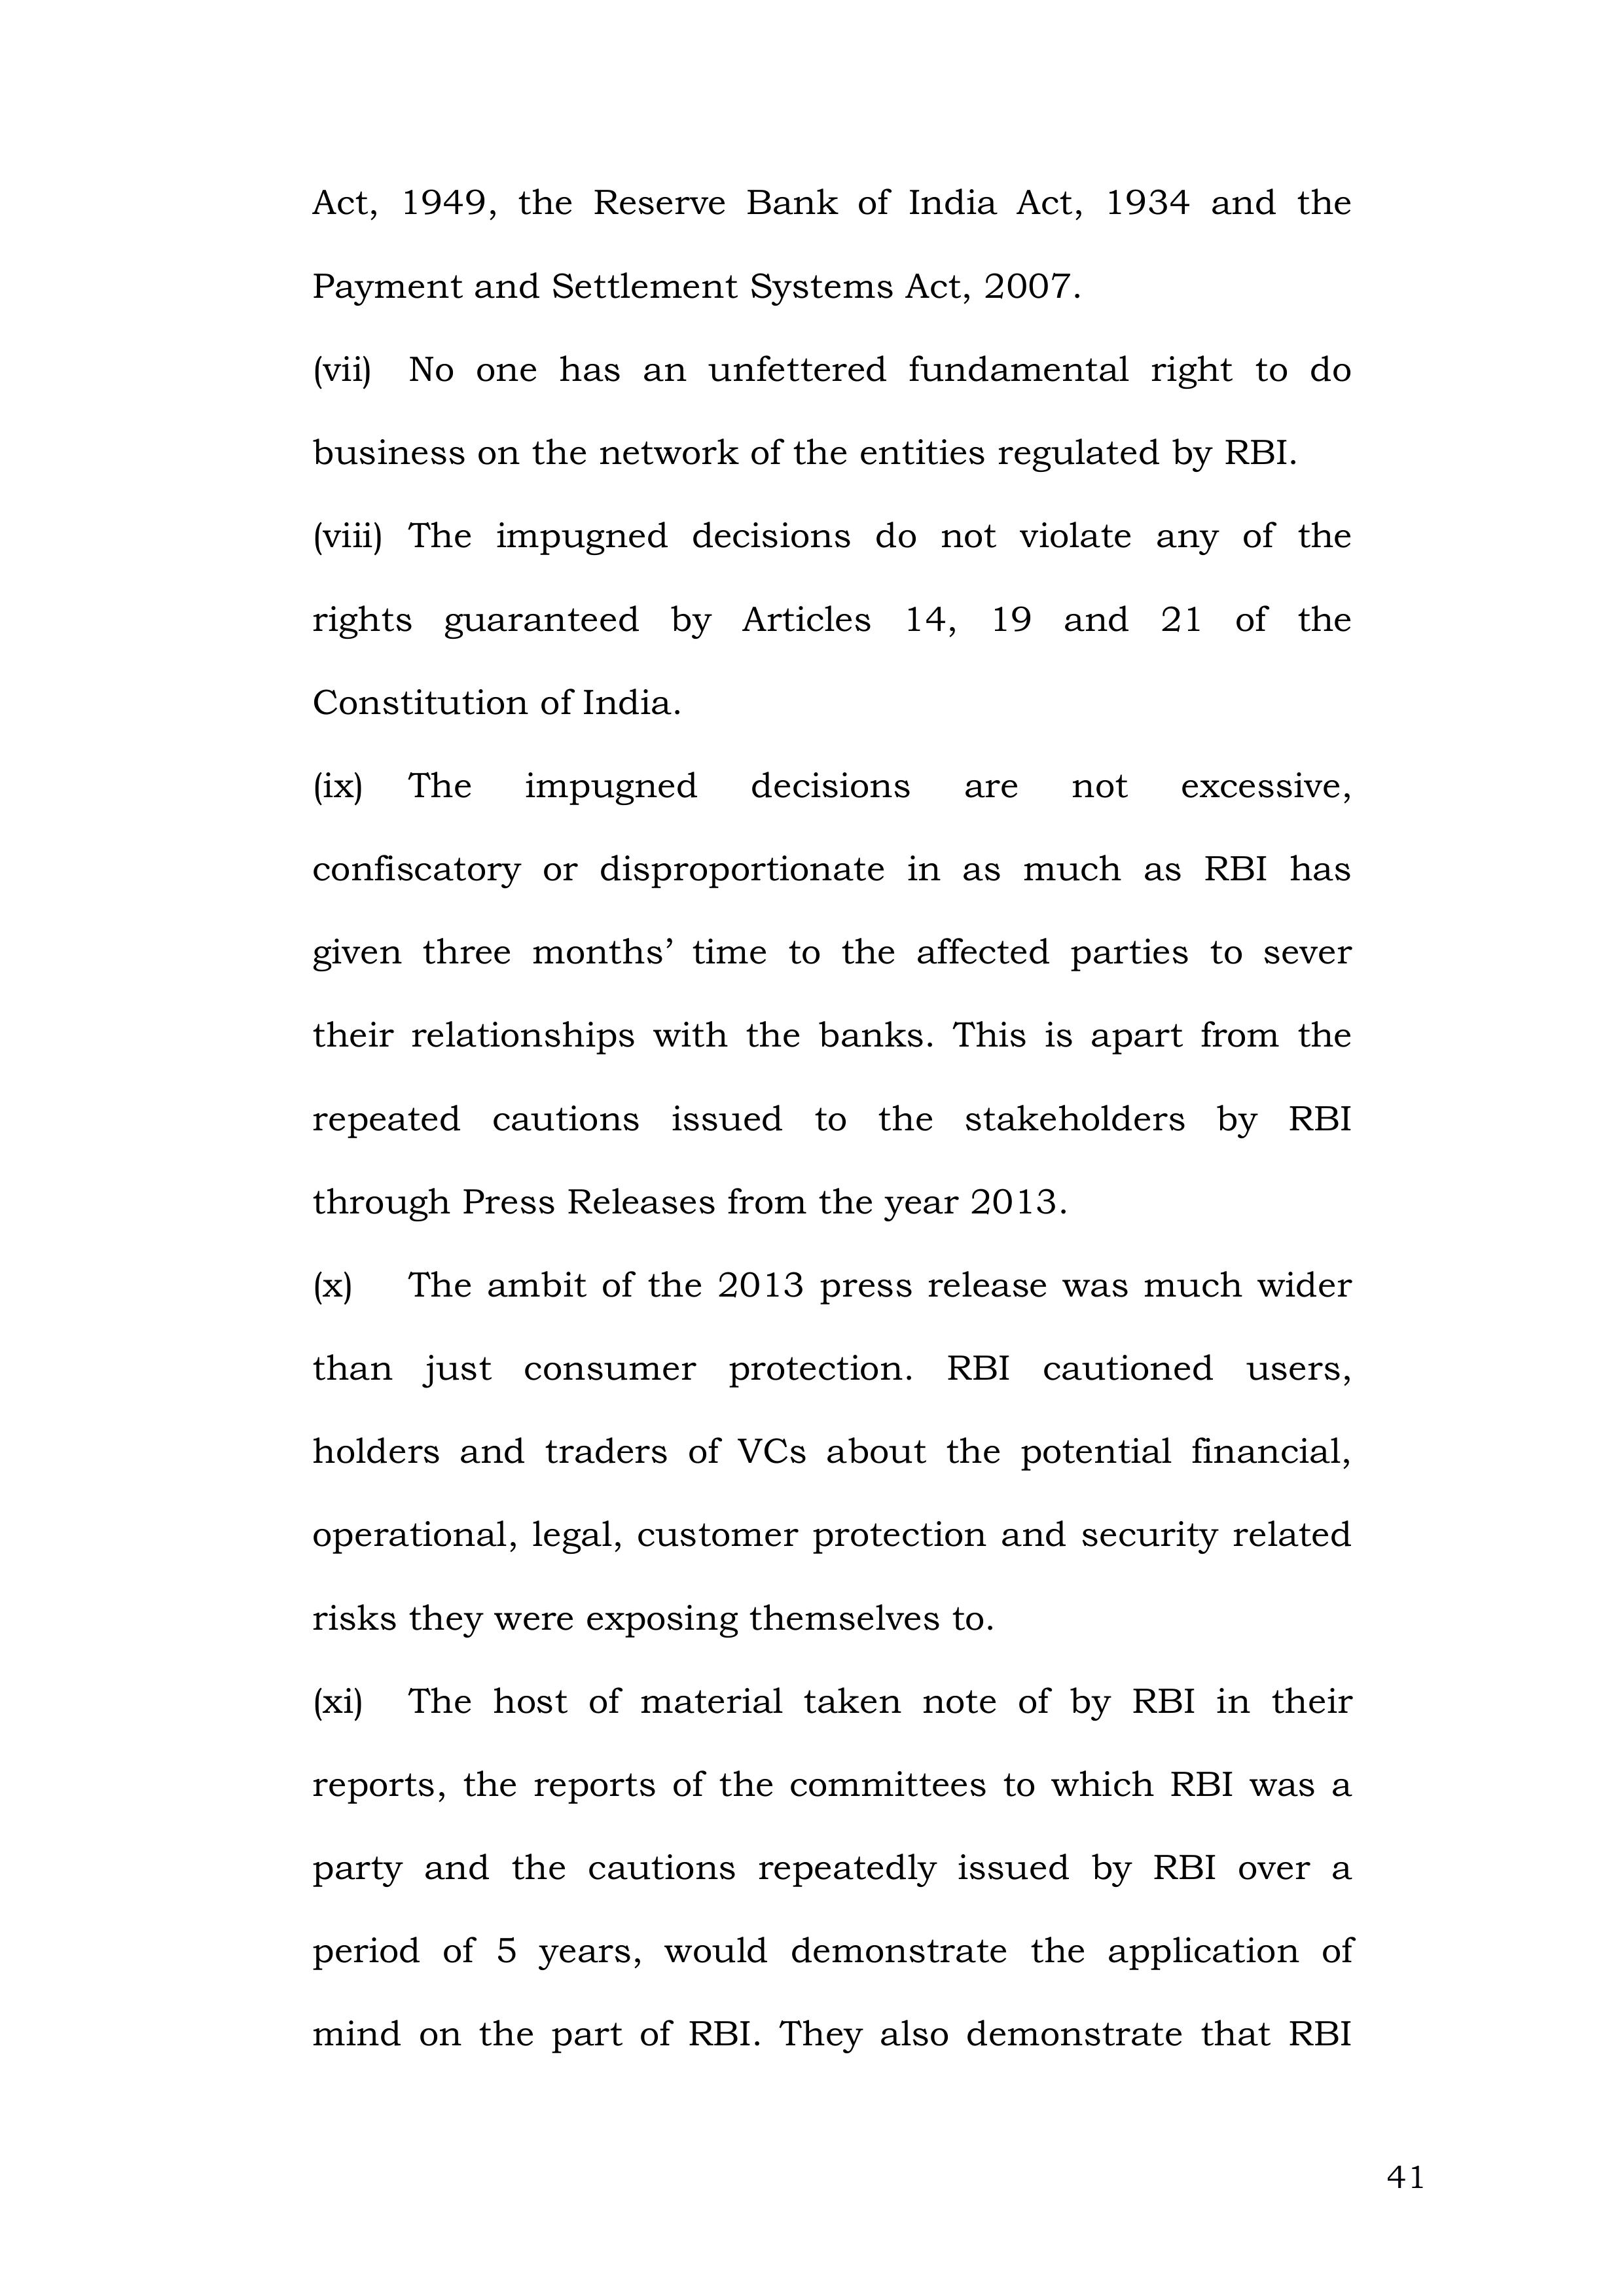 Act, 1949, the Reserve Bank of India Act, 1934 and the
Payment and Settlement Systems Act, 2007.
(vii) No one has an unfettered fundamental right to do
business on the network of the entities regulated by RBI.
(viii) The impugned decisions do not violate any of the
rights guaranteed by Articles 14, 19 and 21 of the
Constitution of India.
(ix) The impugned decisions are not excessive,
confiscatory or disproportionate in as much as RBI has
given three months’ time to the affected parties to sever
their relationships with the banks. This is apart from the
repeated cautions issued to the stakeholders by RBI
through Press Releases from the year 2013.
(x) The ambit of the 2013 press release was much wider
than just consumer protection. RBI cautioned users,
holders and traders of VCs about the potential financial,
operational, legal, customer protection and security related
risks they were exposing themselves to.
(xi) The host of material taken note of by RBI in their
reports, the reports of the committees to which RBI was a
party and the cautions repeatedly issued by RBI over a
period of 5 years, would demonstrate the application of
mind on the part of RBI. They also demonstrate that RBI
41